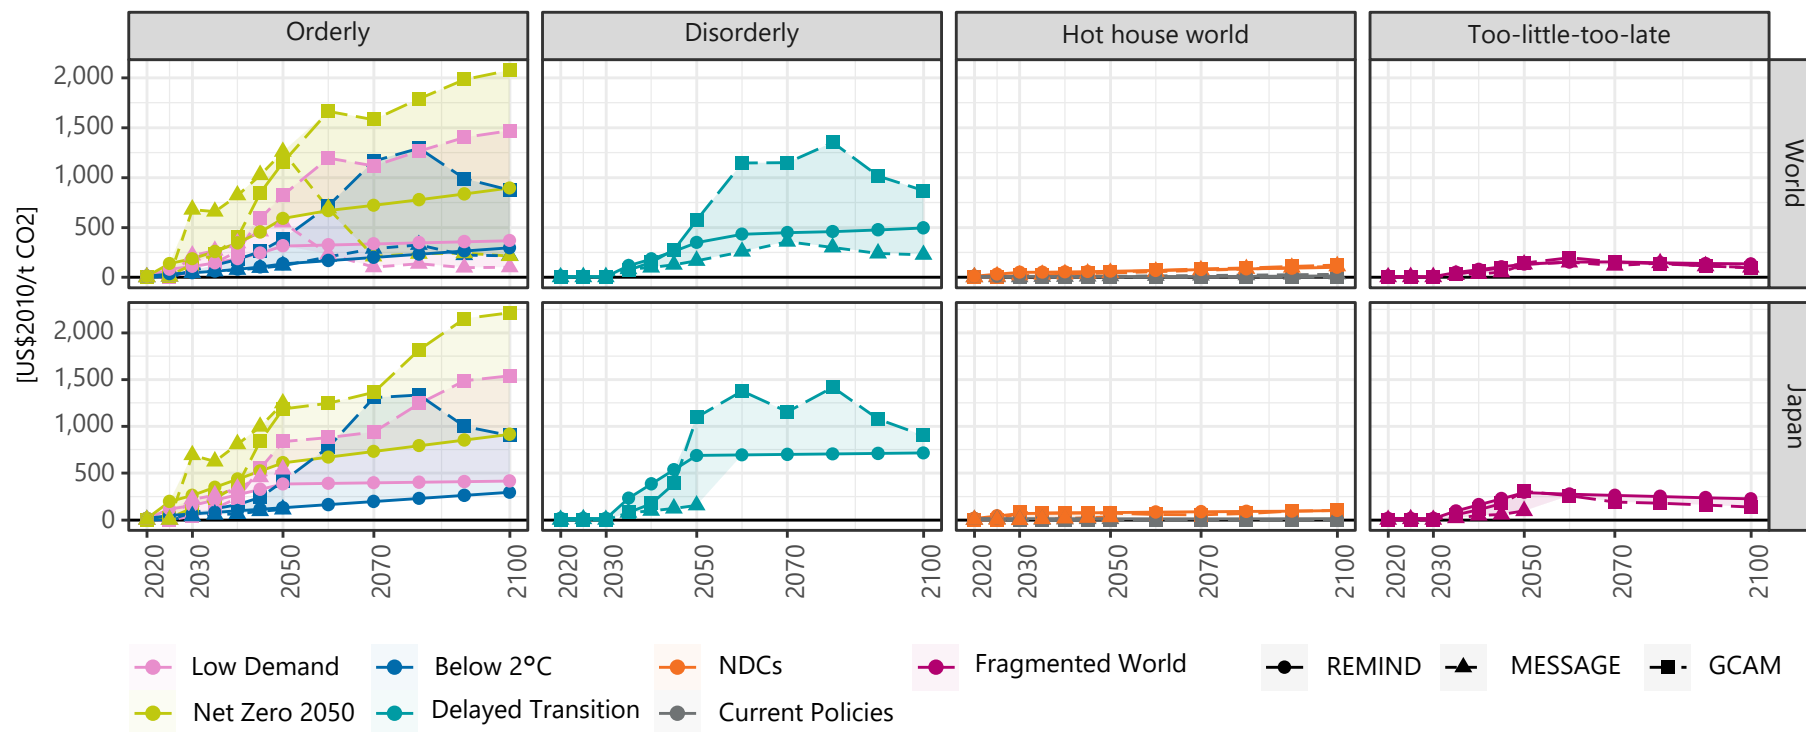 Orderly Disorderly Hot house world Too-little-too-late
2,000
1,500
1,000
500
0
World
[US$2010/t CO2]
2,000
1,500
1,000
500
0
Japan
2020 2030 2050 2070 2100 2020 2030 2050 2070 2100 2020 2030 2050 2070 2100 2020 2030 2050 2070 2100
Low Demand Below 2°C NDCs Fragmented World REMIND MESSAGE GCAM
Net Zero 2050 Delayed Transition Current Policies